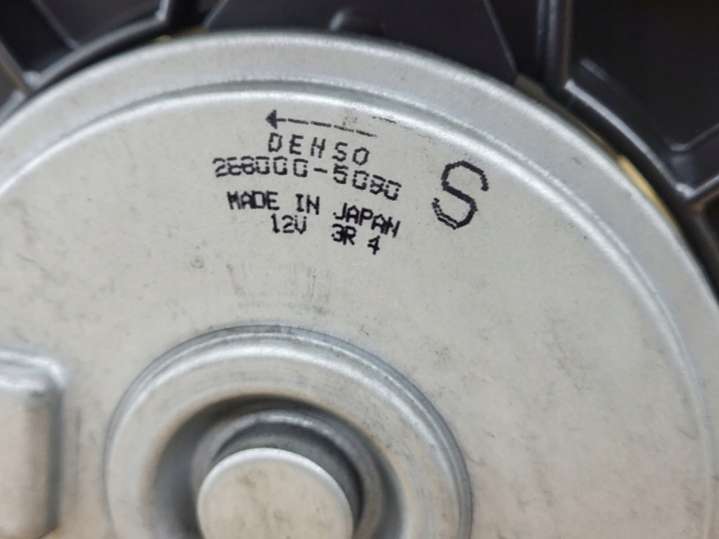 DENSO
268000-5080
S
MADE IN JAPAN
12V 3R 4